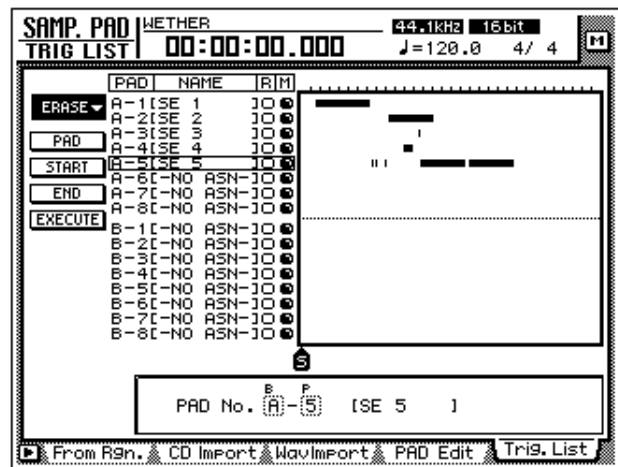 SAMP. PAD WETHER 44.1kHz 16bit
TRIG LIST 00:00:00.000 ♩=120.0 4/ 4 M
PAD NAME R M
ERASE A-1[SE 1 ]
A-2[SE 2 ]
PAD A-3[SE 3 ]
A-4[SE 4 ]
START A-5[SE 5 ]
A-6[-NO ASN-]
END A-7[-NO ASN-]
A-8[-NO ASN-]
EXECUTE B-1[-NO ASN-]
B-2[-NO ASN-]
B-3[-NO ASN-]
B-4[-NO ASN-]
B-5[-NO ASN-]
B-6[-NO ASN-]
B-7[-NO ASN-]
B-8[-NO ASN-]
S
B P
PAD No. A-5 [SE 5 ]
From Rgn. CD Import WavImport PAD Edit Trig.List